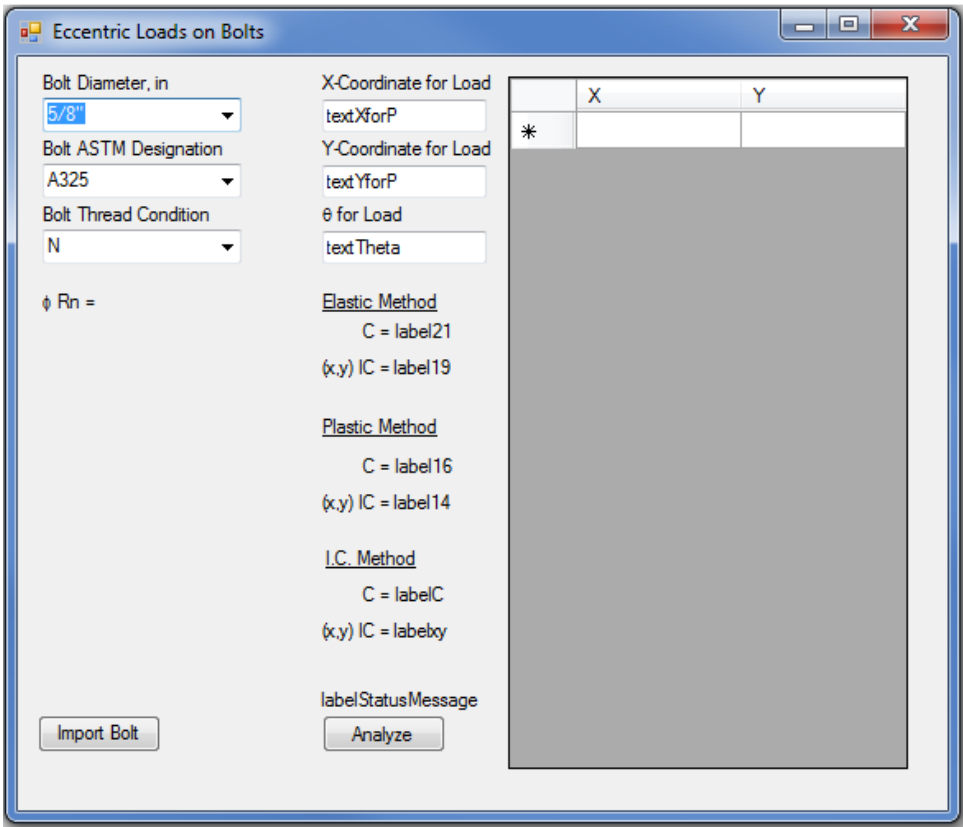 Eccentric Loads on Bolts
Bolt Diameter, in
5/8"
Bolt ASTM Designation
A325
Bolt Thread Condition
N
ϕ Rn =
Import Bolt
X-Coordinate for Load
textXforP
Y-Coordinate for Load
textYforP
θ for Load
textTheta
Elastic Method
C = label21
(x,y) IC = label19
Plastic Method
C = label16
(x,y) IC = label14
I.C. Method
C = labelC
(x,y) IC = labelxy
labelStatusMessage
Analyze
X Y